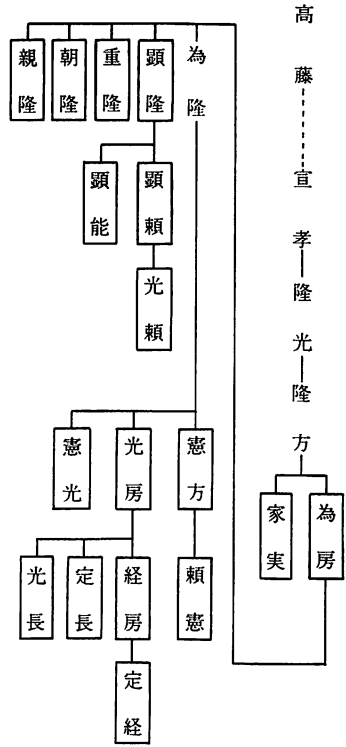 高藤
宣孝
隆光
隆方
為房
家実
為隆
顕隆
重隆
朝隆
親隆
顕頼
顕能
光頼
憲方
光房
憲光
頼憲
経房
定長
光長
定経